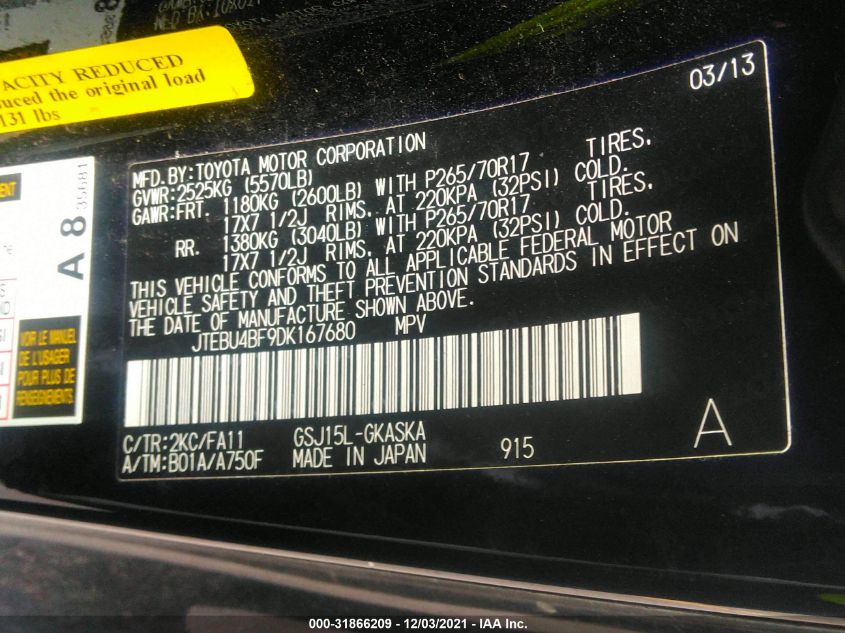 ACITY REDUCED
uced the original load
131 lbs
03/13
MFD.BY:TOYOTA MOTOR CORPORATION
GVWR:2525KG (5570LB)
GAWR:FRT. 1180KG (2600LB) WITH P265/70R17 TIRES,
17X7 1/2J RIMS, AT 220KPA (32PSI) COLD.
RR. 1380KG (3040LB) WITH P265/70R17 TIRES,
17X7 1/2J RIMS, AT 220KPA (32PSI) COLD.
THIS VEHICLE CONFORMS TO ALL APPLICABLE FEDERAL MOTOR
VEHICLE SAFETY AND THEFT PREVENTION STANDARDS IN EFFECT ON
THE DATE OF MANUFACTURE SHOWN ABOVE.
JTEBU4BF9DK167680 MPV
C/TR:2KC/FA11 GSJ15L-GKASKA
A/TM:B01A/A750F MADE IN JAPAN 915
A
A 8 35681
VOIR LE MANUEL
DE L'USAGER
POUR PLUS DE
RENSEIGNEMENTS
000-31866209 - 12/03/2021 - IAA Inc.